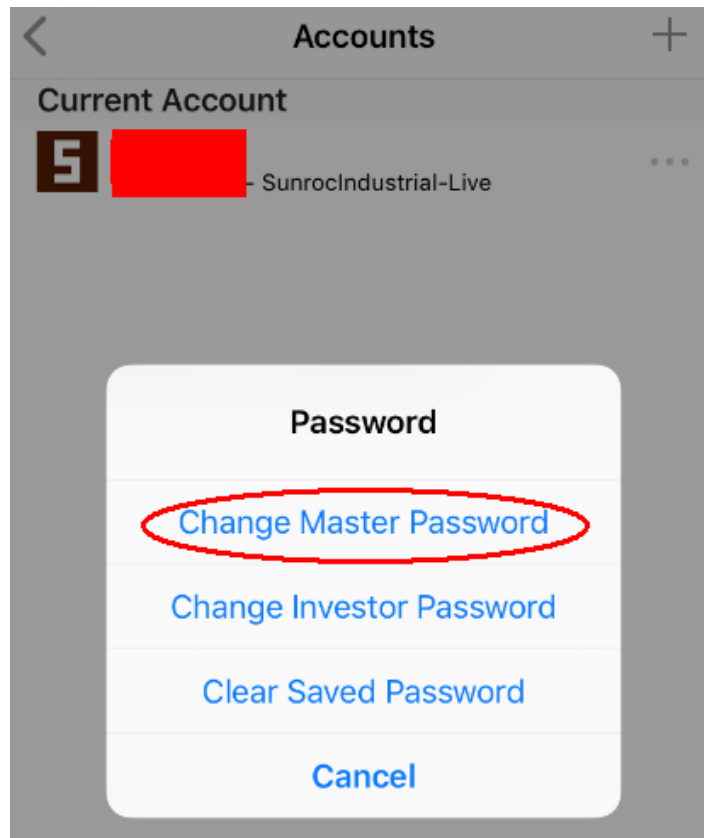 Accounts
Current Account
- SunrocIndustrial-Live
Password
Change Master Password
Change Investor Password
Clear Saved Password
Cancel